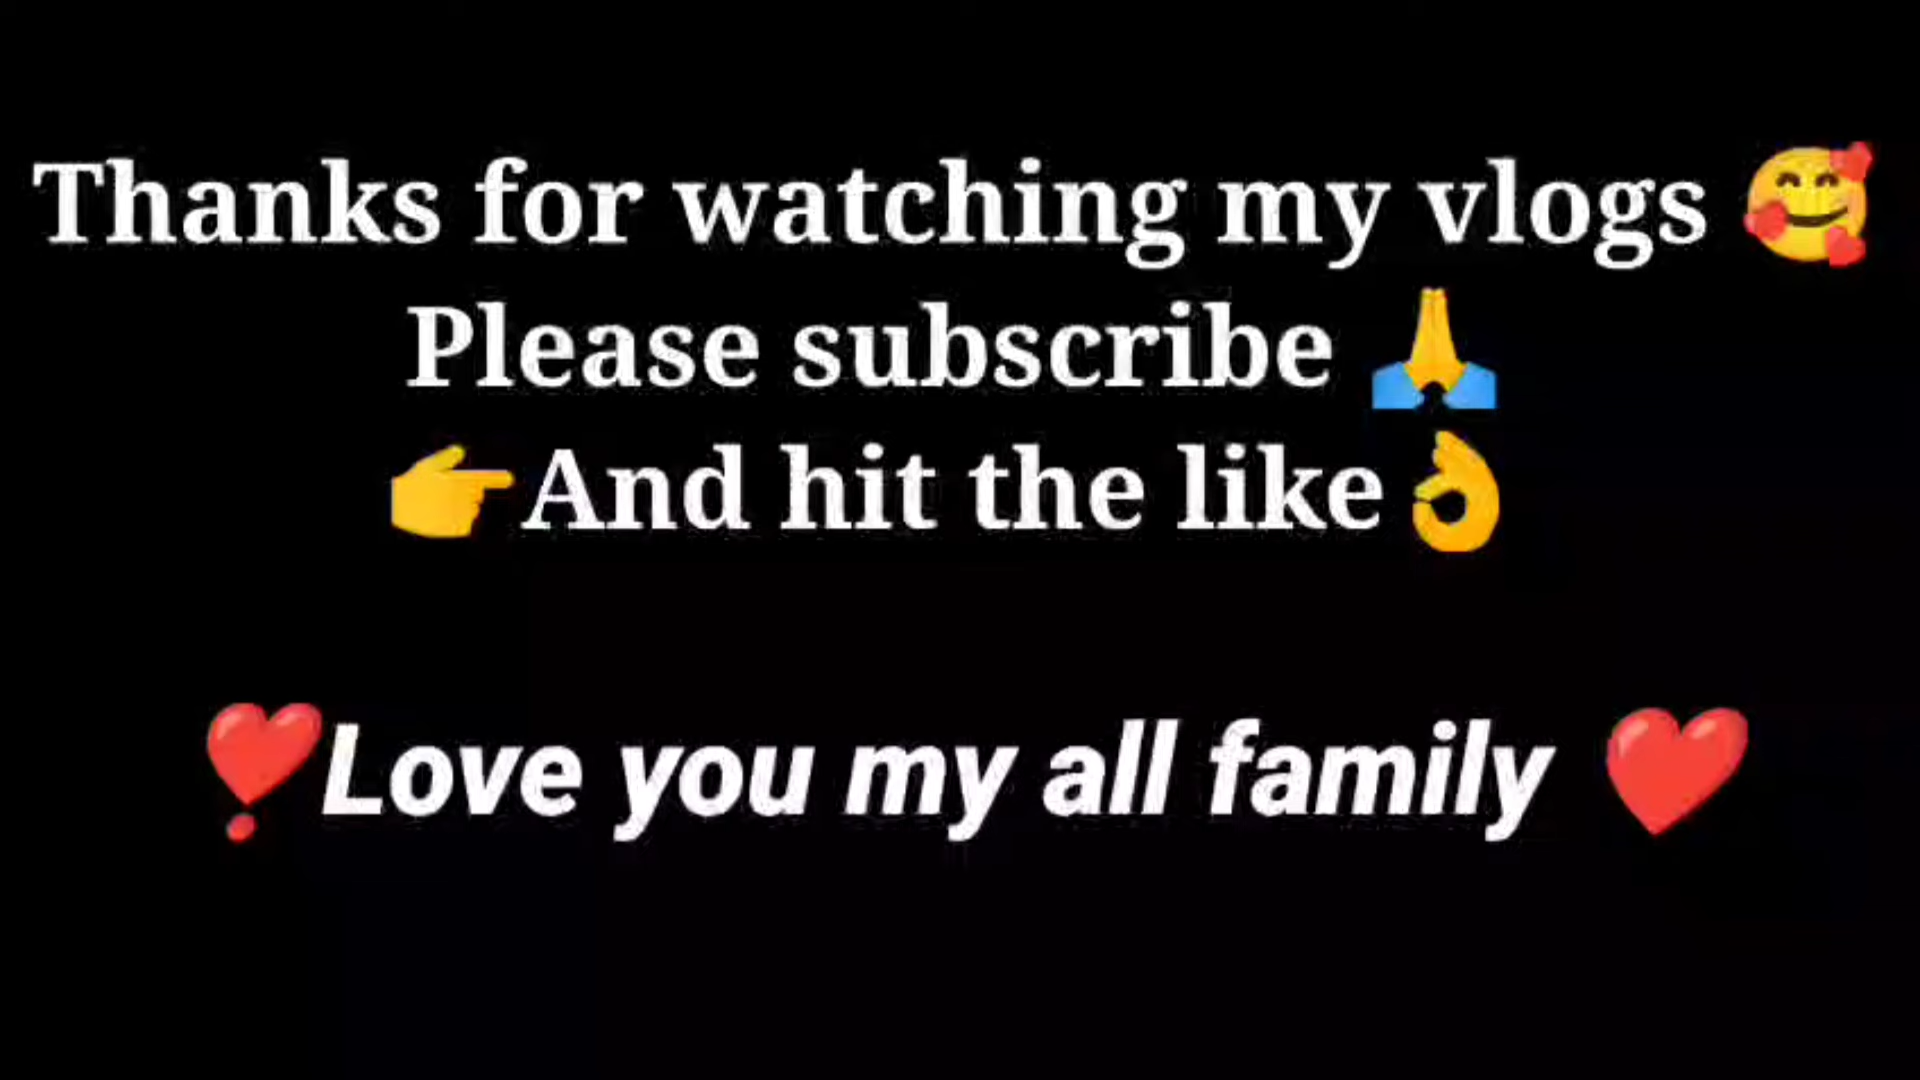 Thanks for watching my vlogs 🥰
Please subscribe 🙏
👉And hit the like👌
❣️Love you my all family ❤️